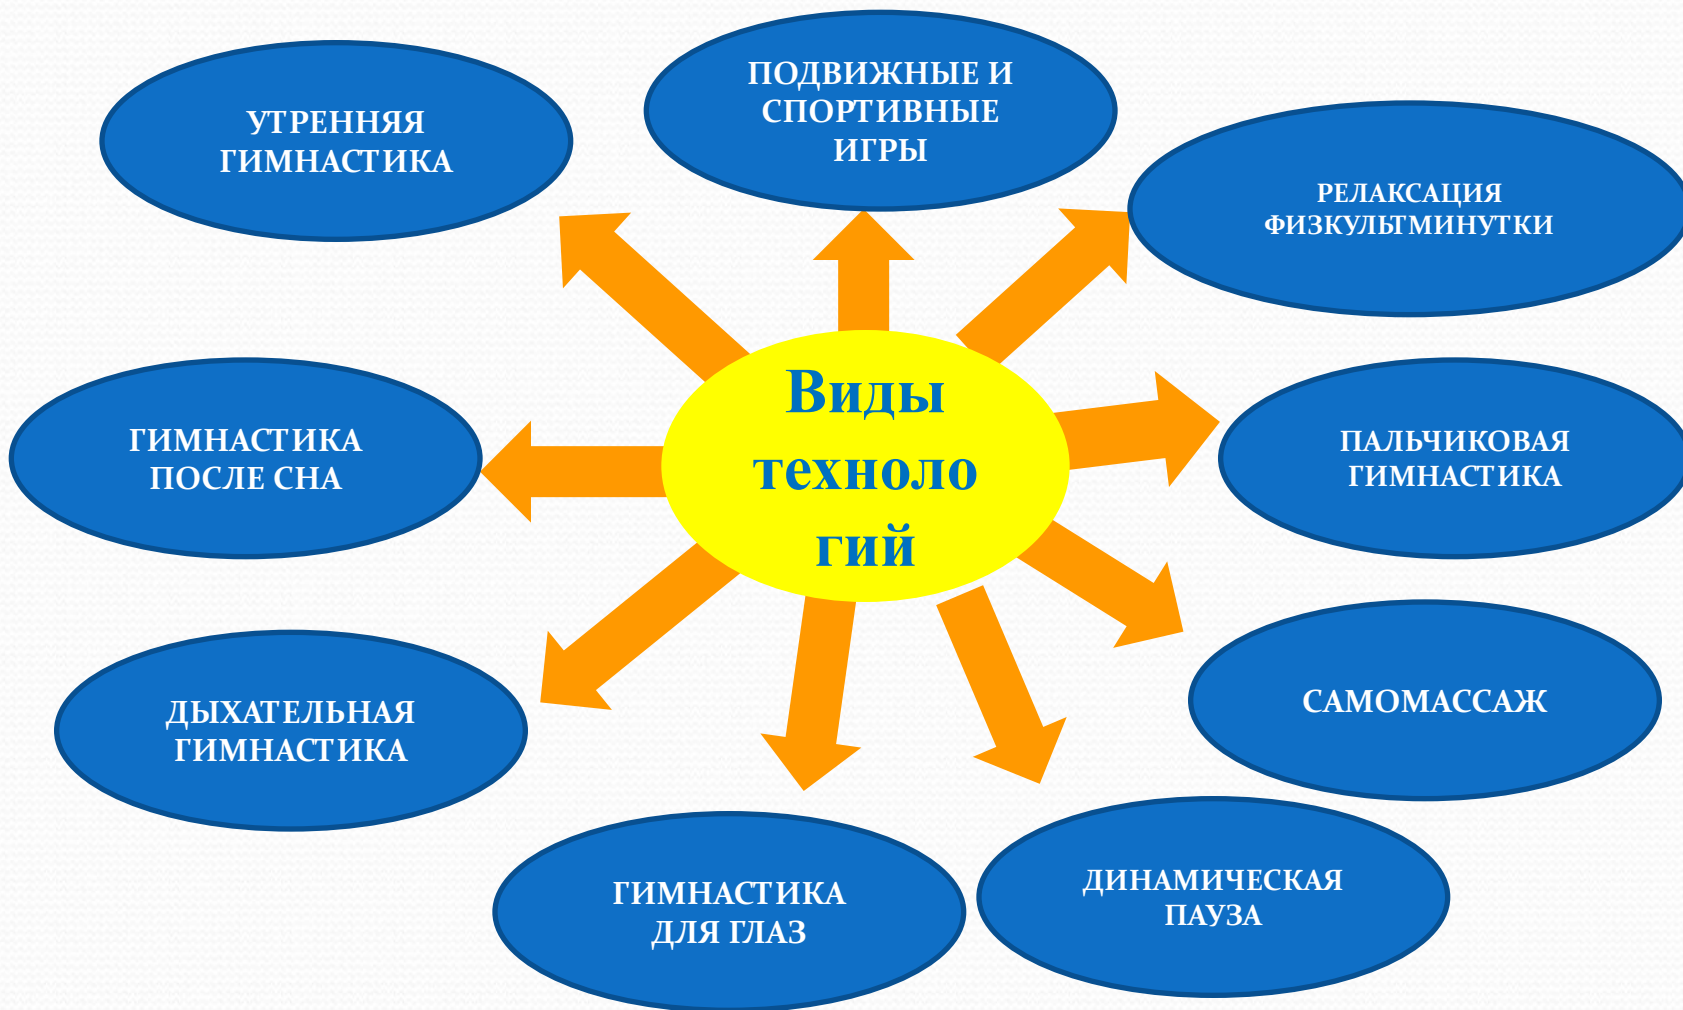 ПОДВИЖНЫЕ И
СПОРТИВНЫЕ
ИГРЫ
УТРЕННЯЯ
ГИМНАСТИКА
РЕЛАКСАЦИЯ
ФИЗКУЛЬТМИНУТКИ
Виды
техноло
гий
ГИМНАСТИКА
ПОСЛЕ СНА
ПАЛЬЧИКОВАЯ
ГИМНАСТИКА
ДЫХАТЕЛЬНАЯ
ГИМНАСТИКА
САМОМАССАЖ
ГИМНАСТИКА
ДЛЯ ГЛАЗ
ДИНАМИЧЕСКАЯ
ПАУЗА